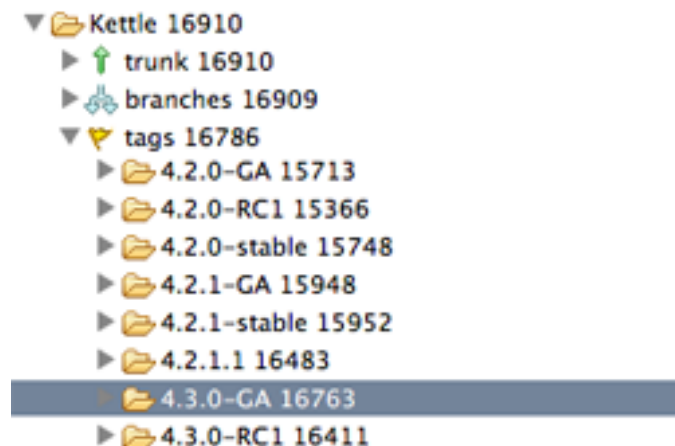 Kettle 16910
trunk 16910
branches 16909
tags 16786
4.2.0-GA 15713
4.2.0-RC1 15366
4.2.0-stable 15748
4.2.1-GA 15948
4.2.1-stable 15952
4.2.1.1 16483
4.3.0-GA 16763
4.3.0-RC1 16411